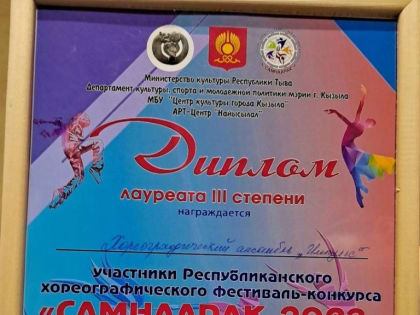 Министерство культуры Республики Тыва
Департамент культуры, спорта и молодежной политики мэрии г. Кызыла
МБУ "Центр культуры города Кызыла"
АРТ-Центр "Найысылал"
Диплом
лауреата III степени
награждается
Хореографический ансамбль
участники Республиканского
хореографического фестиваль-конкурса